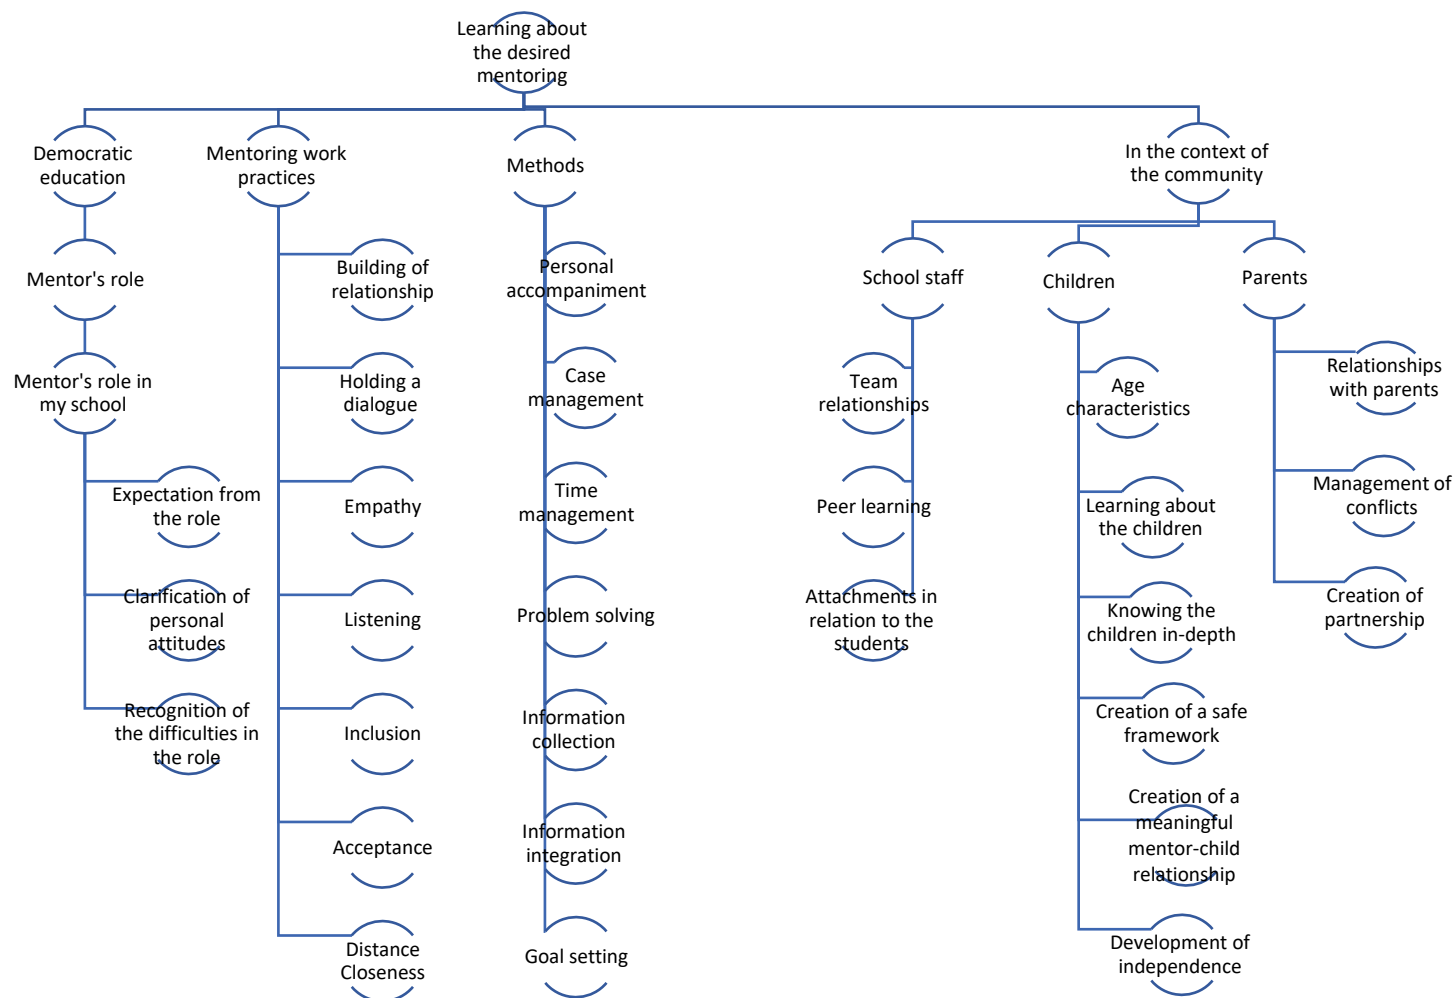 Learning about
the desired
mentoring
Democratic
education
Mentoring work
practices
Methods
In the context of
the community
Mentor's role
Mentor's role in
my school
Expectation from
the role
Clarification of
personal
attitudes
Recognition of
the difficulties in
the role
Building of
relationship
Holding a
dialogue
Empathy
Listening
Inclusion
Acceptance
Distance
Closeness
Personal
accompaniment
Case
management
Time
management
Problem solving
Information
collection
Information
integration
Goal setting
School staff
Team
relationships
Peer learning
Attachments in
relation to the
students
Children
Age
characteristics
Learning about
the children
Knowing the
children in-depth
Creation of a safe
framework
Creation of a
meaningful
mentor-child
relationship
Development of
independence
Parents
Relationships
with parents
Management of
conflicts
Creation of
partnership